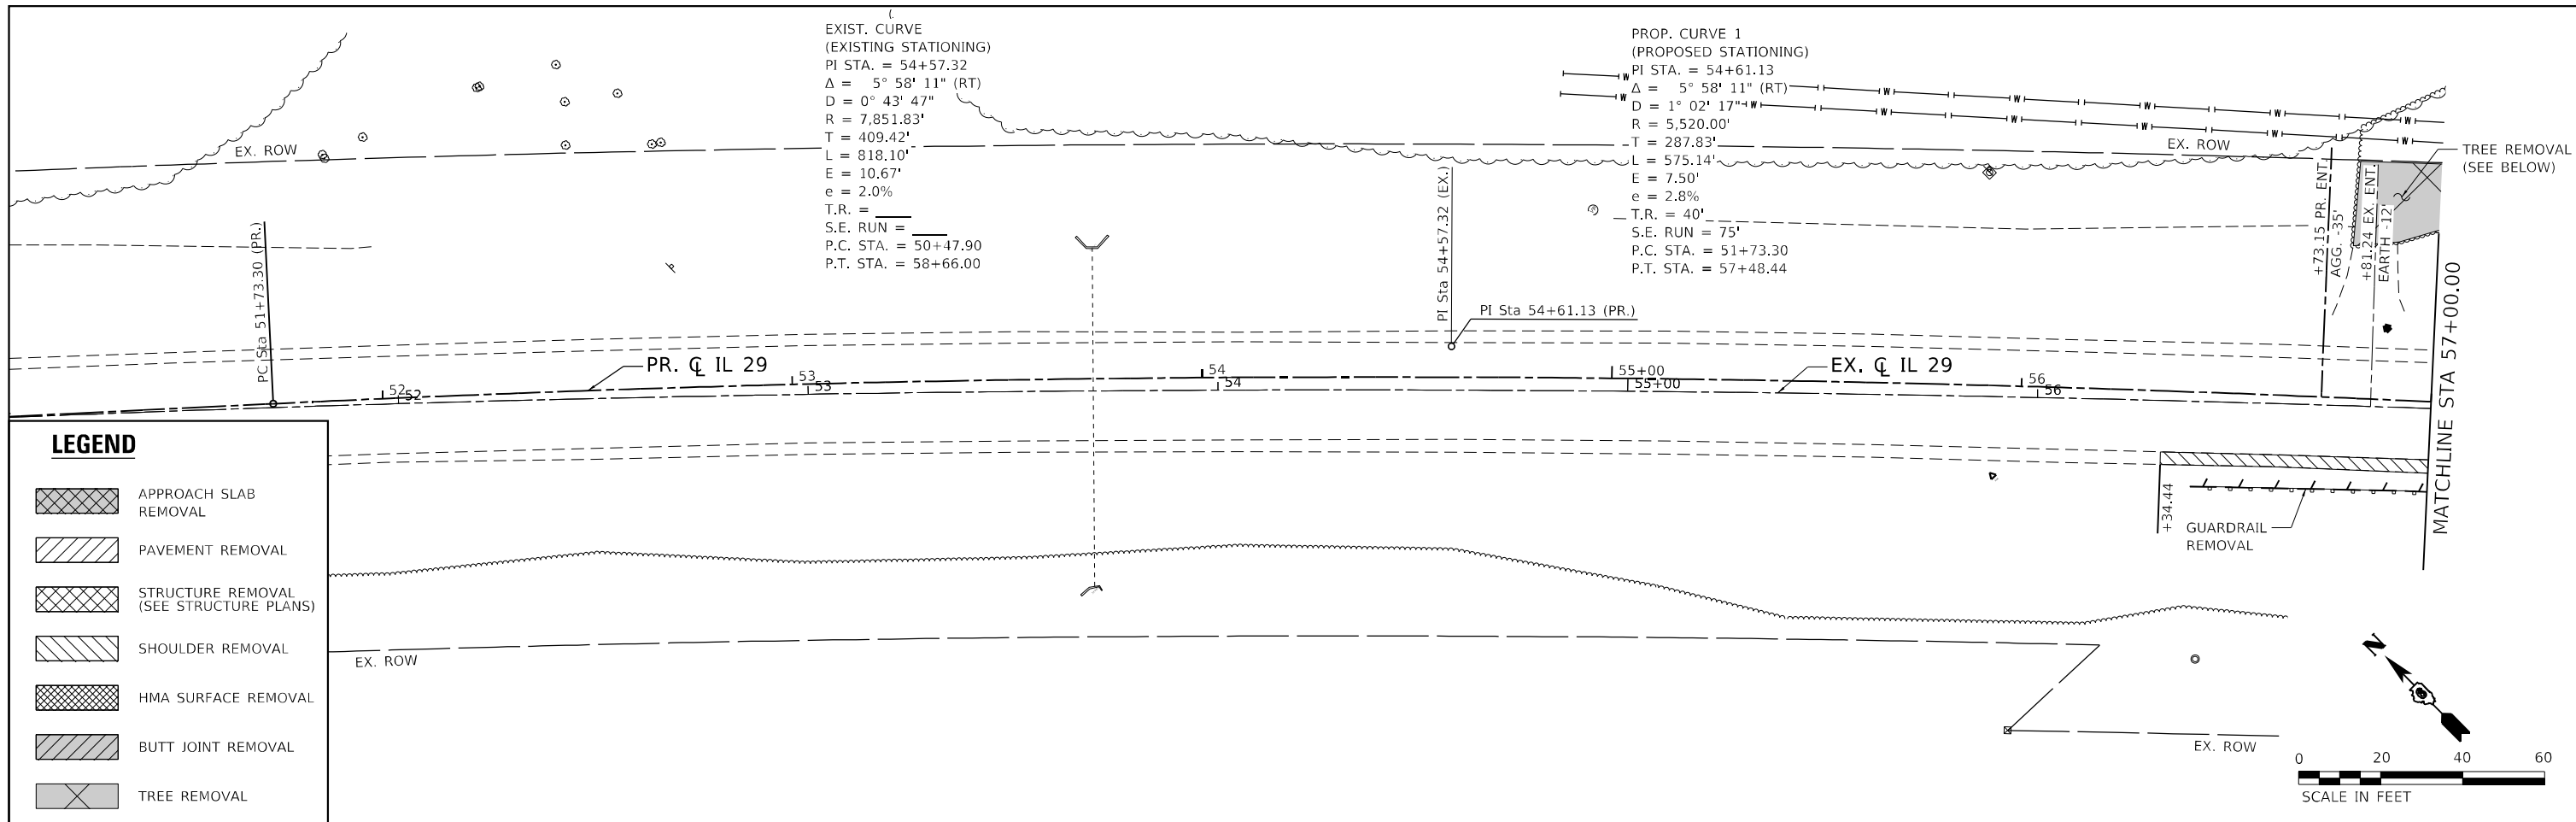 EXIST. CURVE
(EXISTING STATIONING)
PI STA. = 54+57.32
Δ = 5° 58' 11" (RT)
D = 0° 43' 47"
R = 7,851.83'
T = 409.42'
L = 818.10'
E = 10.67'
e = 2.0%
T.R. = ____
S.E. RUN = ____
P.C. STA. = 50+47.90
P.T. STA. = 58+66.00
PROP. CURVE 1
(PROPOSED STATIONING)
PI STA. = 54+61.13
Δ = 5° 58' 11" (RT)
D = 1° 02' 17"
R = 5,520.00'
T = 287.83'
L = 575.14'
E = 7.50'
e = 2.8%
T.R. = 40'
S.E. RUN = 75'
P.C. STA. = 51+73.30
P.T. STA. = 57+48.44
W W W W W
W W W W W W W
EX. ROW
EX. ROW
TREE REMOVAL
(SEE BELOW)
PC Sta 51+73.30 (PR.)
PI Sta 54+57.32 (EX.)
PI Sta 54+61.13 (PR.)
+73.15 PR. ENT.
AGG. -35'
+81.24 EX. ENT.
EARTH -12'
MATCHLINE STA 57+00.00
PR. ℄ IL 29
EX. ℄ IL 29
52
52
53
53
54
54
55+00
55+00
56
56
+34.44
GUARDRAIL
REMOVAL
EX. ROW
EX. ROW
LEGEND
APPROACH SLAB
REMOVAL
PAVEMENT REMOVAL
STRUCTURE REMOVAL
(SEE STRUCTURE PLANS)
SHOULDER REMOVAL
HMA SURFACE REMOVAL
BUTT JOINT REMOVAL
TREE REMOVAL
N
0 20 40 60
SCALE IN FEET